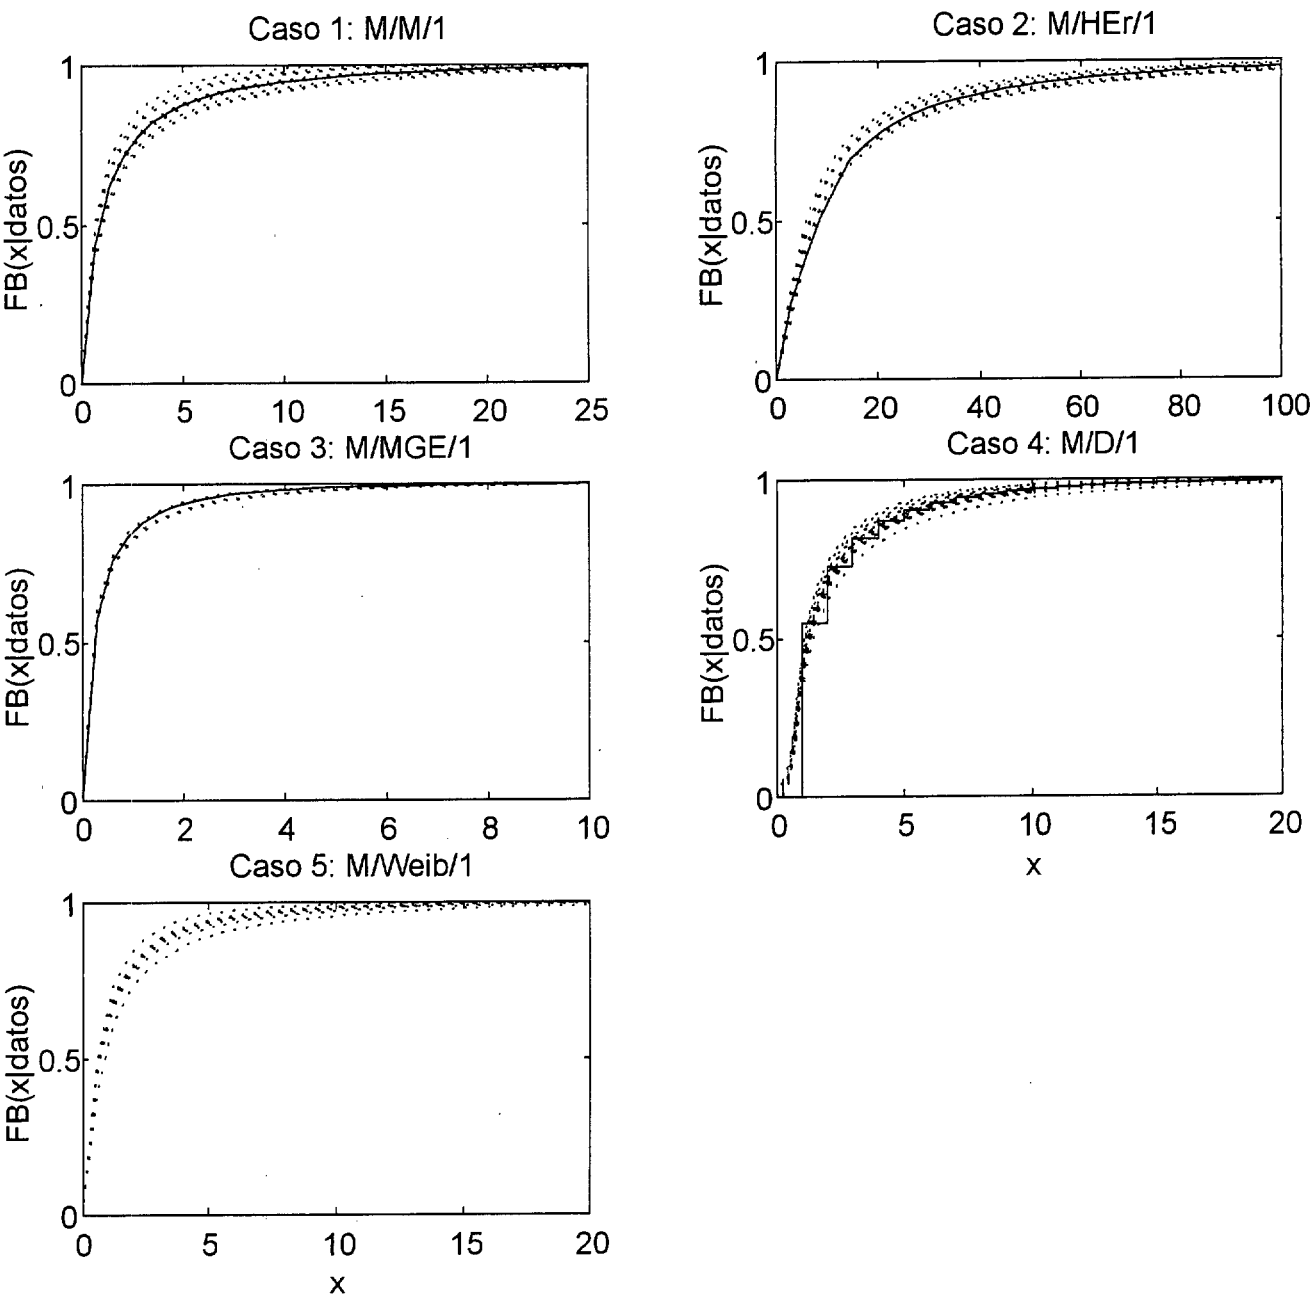 Caso 1: M/M/1
FB(x|datos)
1
0.5
0
0 5 10 15 20 25
Caso 2: M/HEr/1
FB(x|datos)
1
0.5
0
0 20 40 60 80 100
Caso 3: M/MGE/1
FB(x|datos)
1
0.5
0
0 2 4 6 8 10
Caso 4: M/D/1
FB(x|datos)
1
0.5
0
0 5 10 15 20
x
Caso 5: M/Weib/1
FB(x|datos)
1
0.5
0
0 5 10 15 20
x